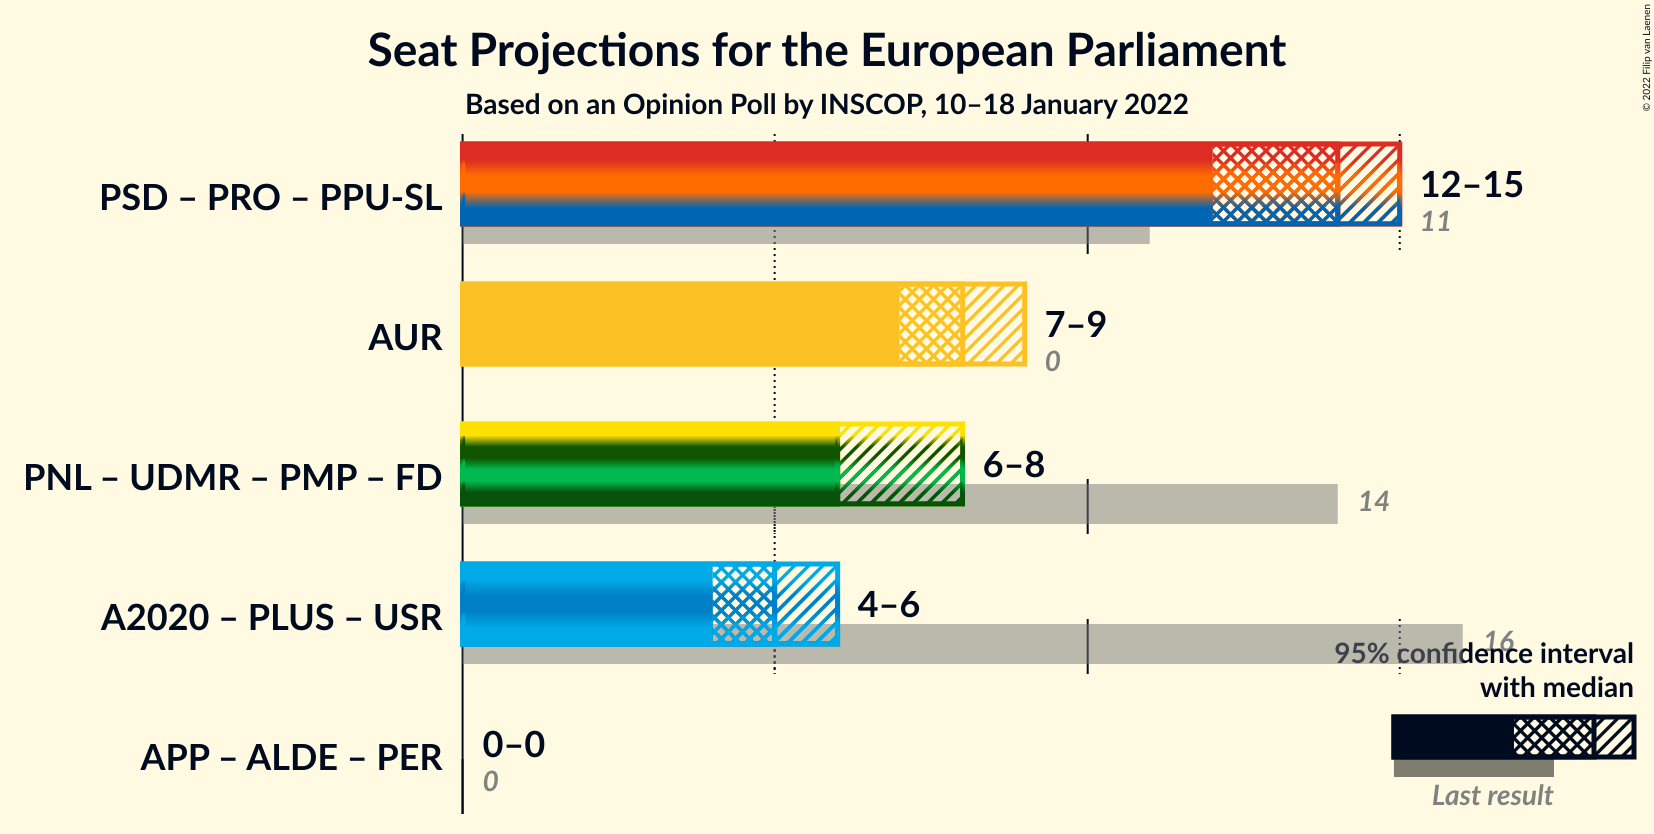 Seat Projections for the European Parliament
Based on an Opinion Poll by INSCOP, 10–18 January 2022
© 2022 Filip van Laenen
PSD – PRO – PPU-SL
12–15
11
AUR
7–9
0
PNL – UDMR – PMP – FD
6–8
14
A2020 – PLUS – USR
4–6
16
APP – ALDE – PER
0–0
0
95% confidence interval
with median
Last result